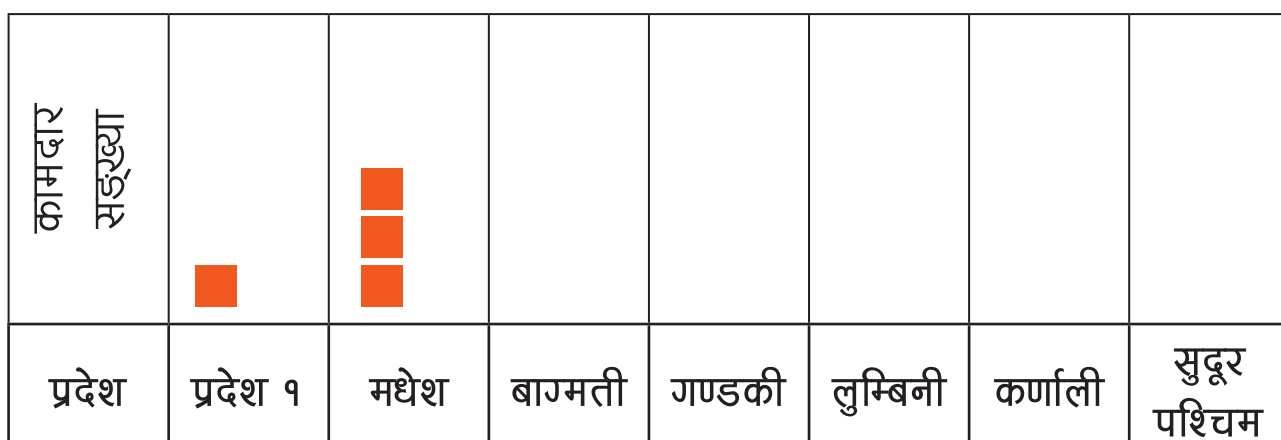 कामदार
सङ्ख्या
प्रदेश प्रदेश १ मधेश बाग्मती गण्डकी लुम्बिनी कर्णाली सुदूर
पश्चिम